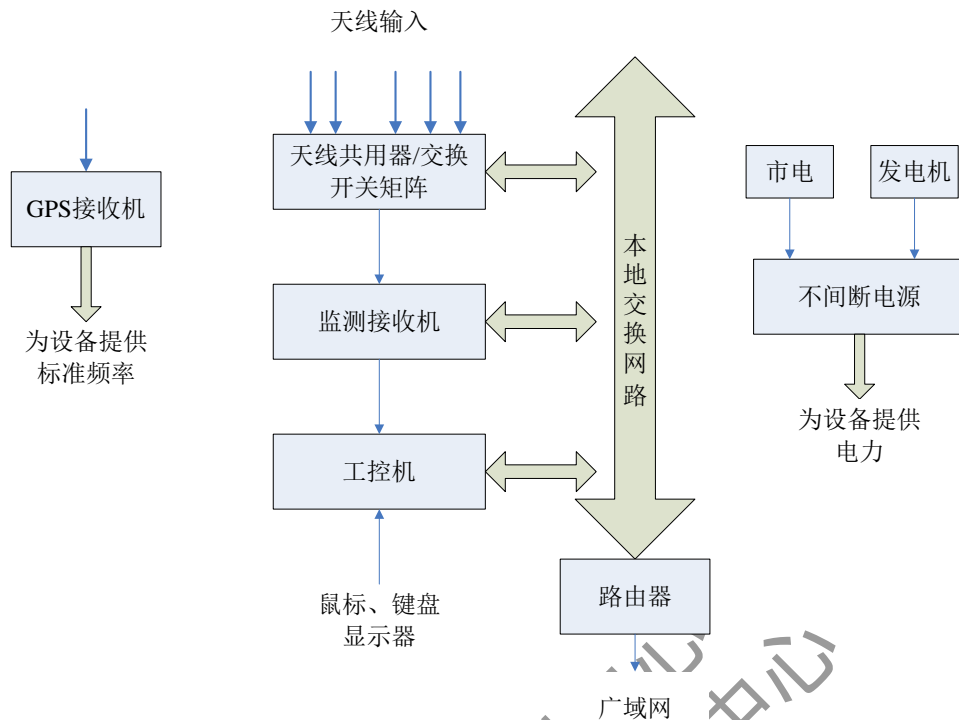 天线输入
天线共用器/交换
开关矩阵
GPS接收机
为设备提供
标准频率
监测接收机
工控机
鼠标、键盘
显示器
本地交换网路
路由器
广域网
市电
发电机
不间断电源
为设备提供
电力
中心